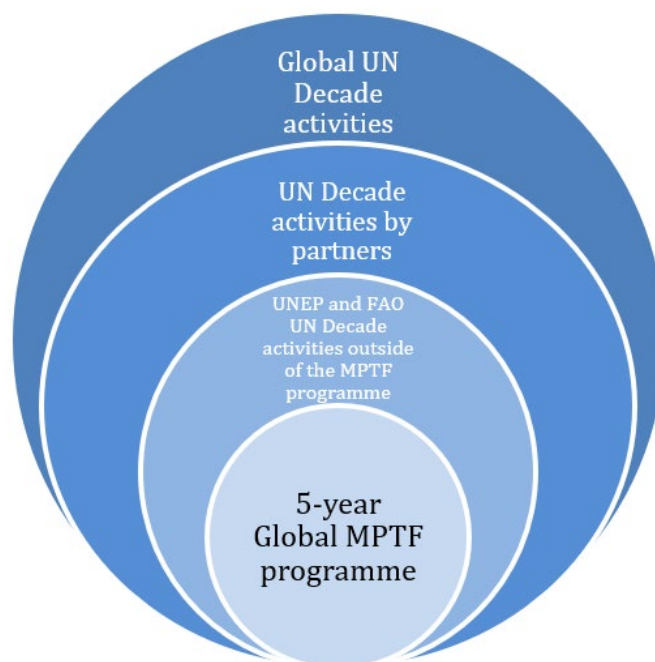 Global UN
Decade
activities
UN Decade
activities by
partners
UNEP and FAO
UN Decade
activities outside
of the MPTF
programme
5-year
Global MPTF
programme